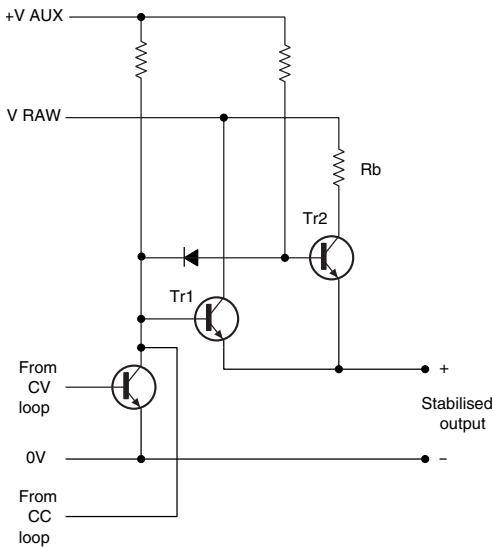 +V AUX
V RAW
Rb
Tr2
Tr1
From
CV
loop
+
Stabilised
output
0V
−
From
CC
loop